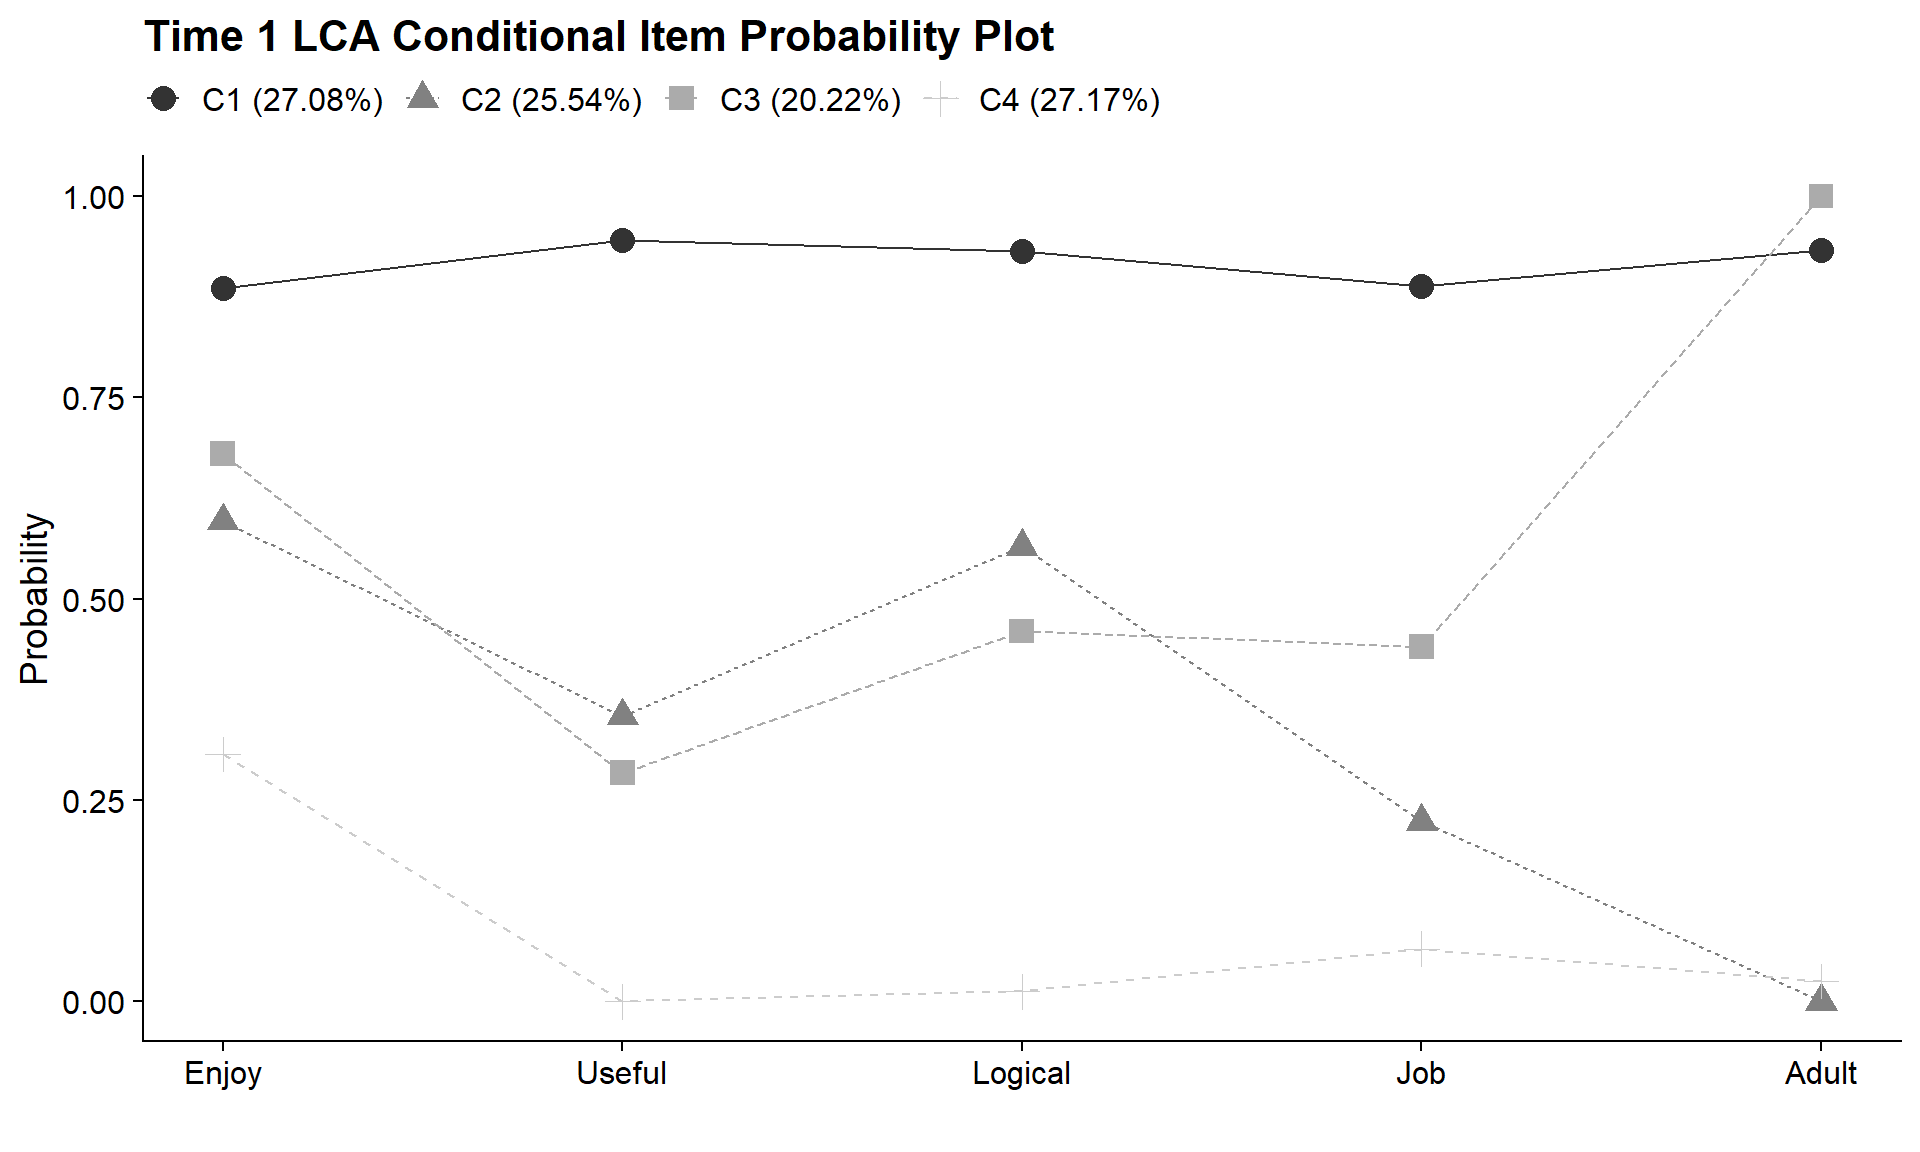 Time 1 LCA Conditional Item Probability Plot
C1 (27.08%) C2 (25.54%) C3 (20.22%) C4 (27.17%)
1.00
0.75
0.50
0.25
0.00
Probability
Enjoy Useful Logical Job Adult